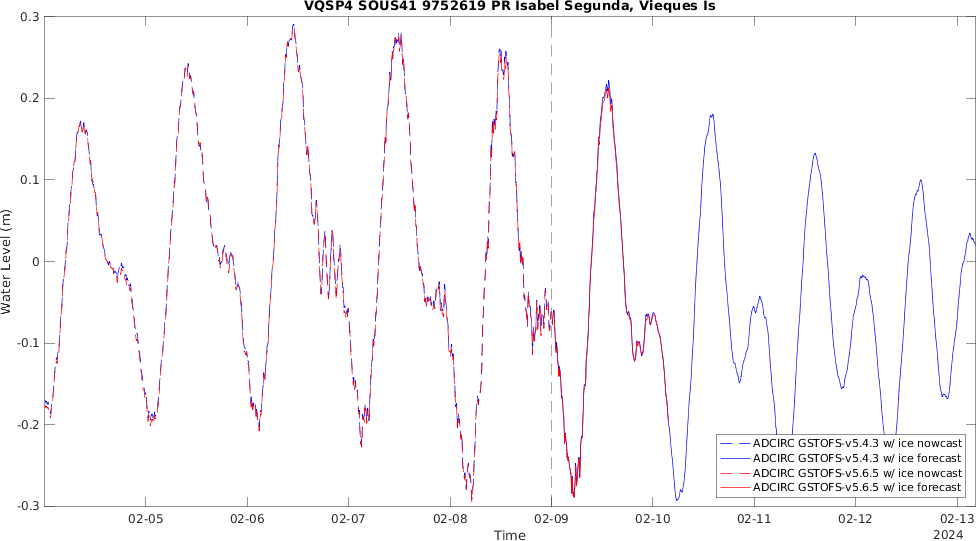 VQSP4 SOUS41 9752619 PR Isabel Segunda, Vieques Is
0.3
0.2
0.1
0
-0.1
-0.2
-0.3
Water Level (m)
ADCIRC GSTOFS-v5.4.3 w/ ice nowcast
ADCIRC GSTOFS-v5.4.3 w/ ice forecast
ADCIRC GSTOFS-v5.6.5 w/ ice nowcast
ADCIRC GSTOFS-v5.6.5 w/ ice forecast
02-05 02-06 02-07 02-08 02-09 02-10 02-11 02-12 02-13
Time
2024